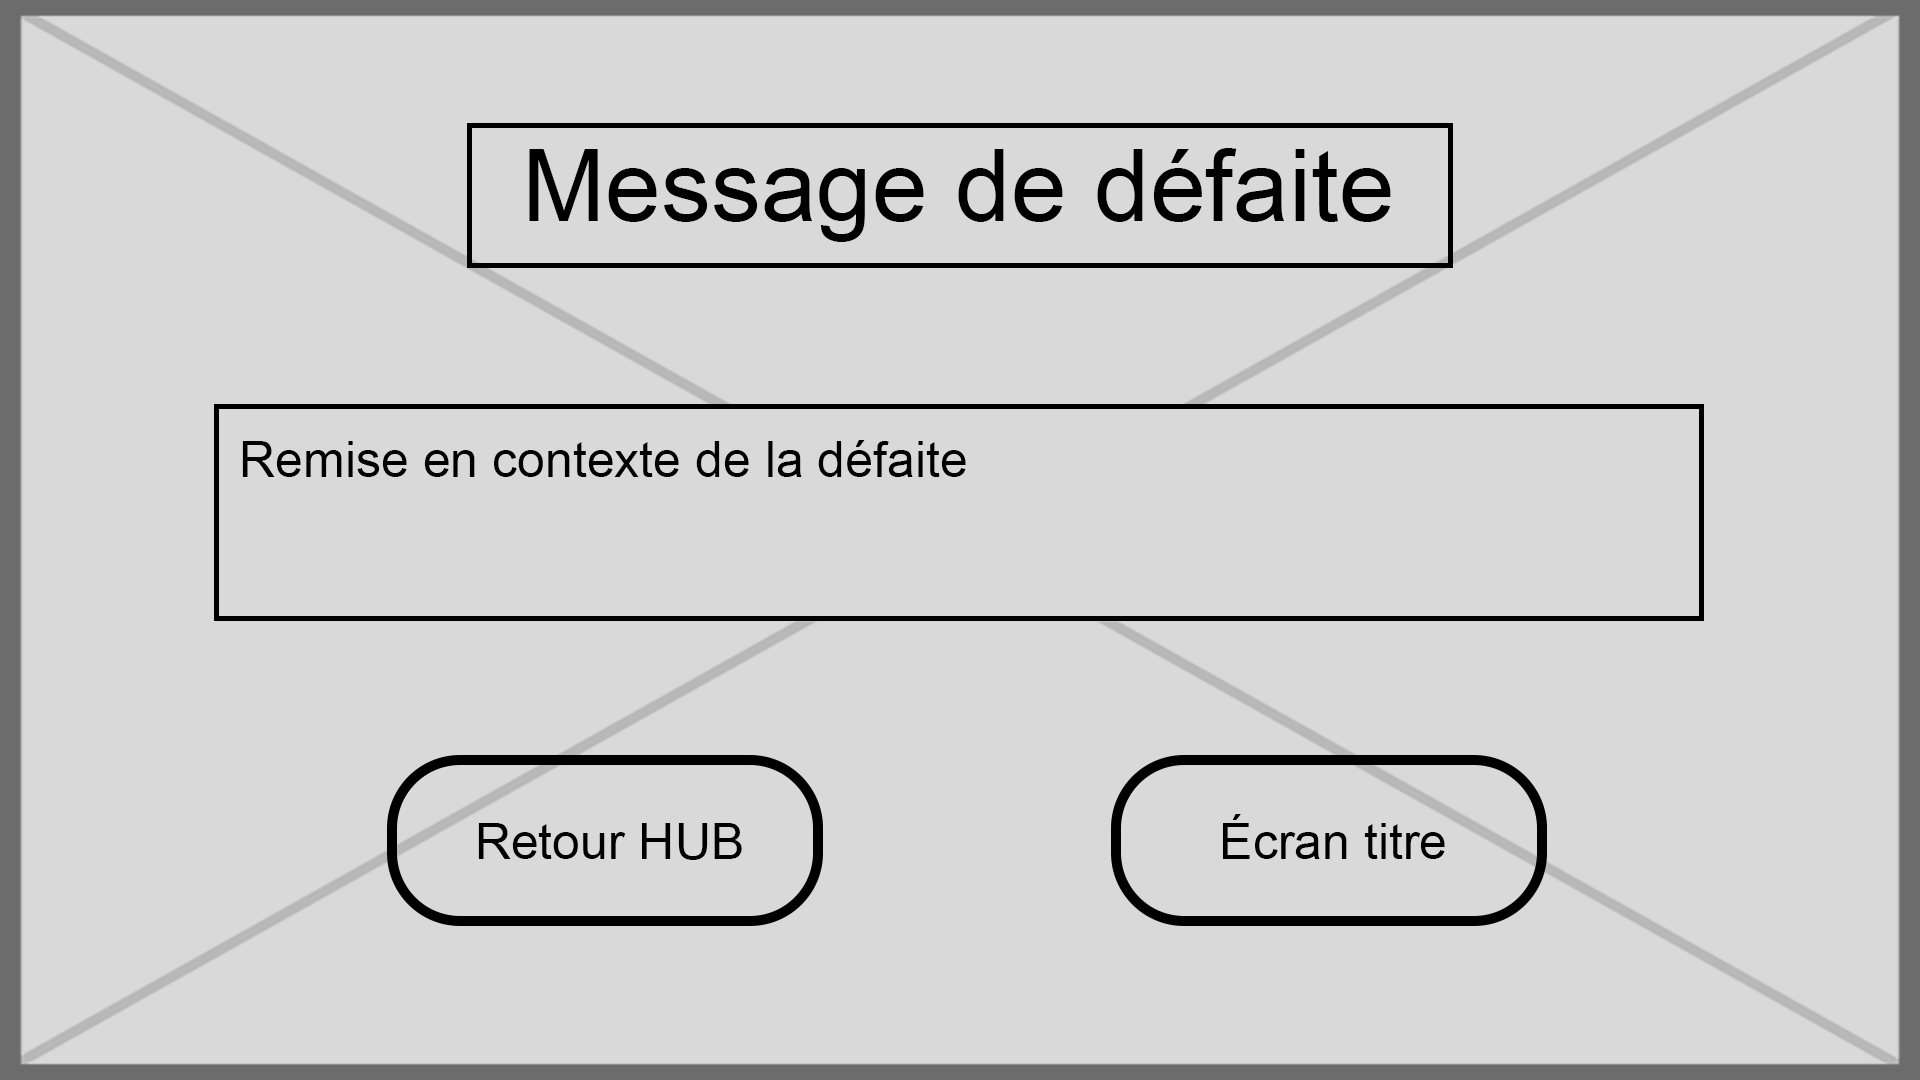 Message de défaite
Remise en contexte de la défaite
Retour HUB
Écran titre